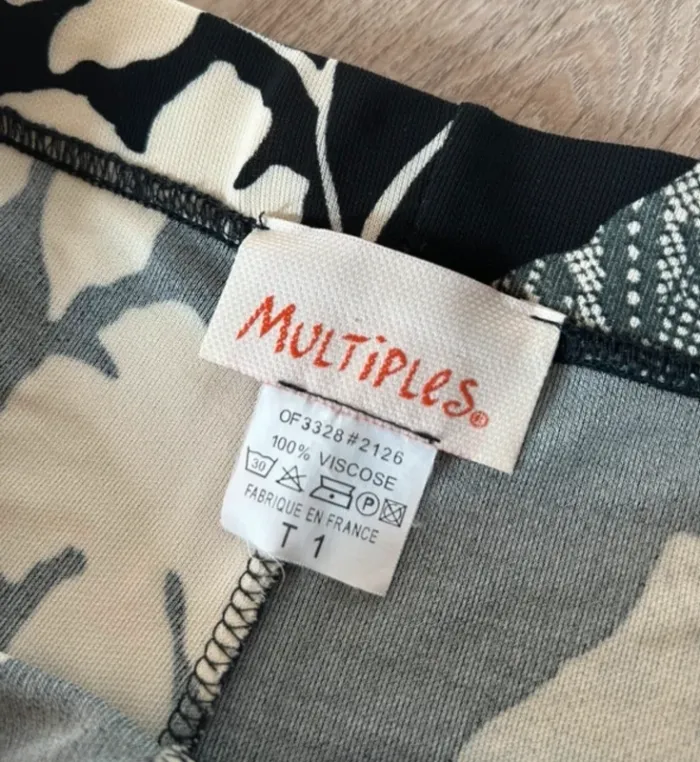 MULTiPLeS®
OF3328#2126
100% VISCOSE
30 P
FABRIQUE EN FRANCE
T 1